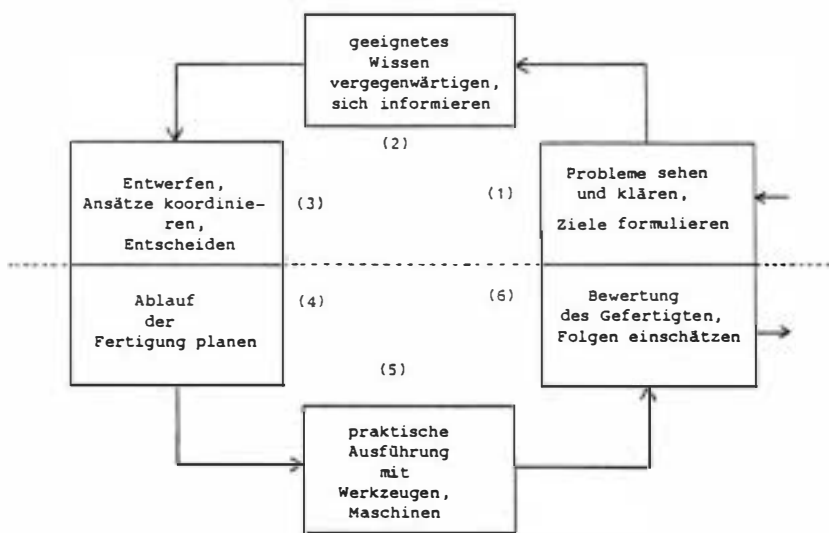 geeignetes
Wissen
vergegenwärtigen,
sich informieren
(2)
Probleme sehen
und klären,
Ziele formulieren
(1)
Entwerfen,
Ansätze koordinie-
ren,
Entscheiden
(3)
Ablauf
der
Fertigung planen
(4)
(5)
praktische
Ausführung
mit
Werkzeugen,
Maschinen
(6)
Bewertung
des Gefertigten,
Folgen einschätzen